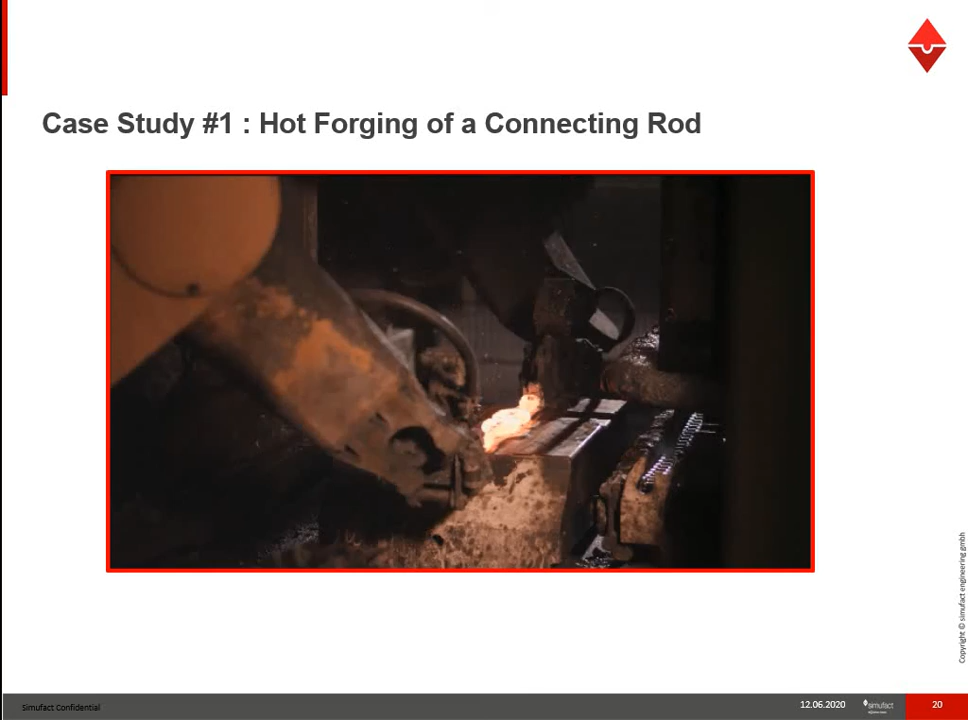 Case Study #1 : Hot Forging of a Connecting Rod
Copyright © simufact engineering gmbh
Simufact Confidential
12.06.2020
simufact
20